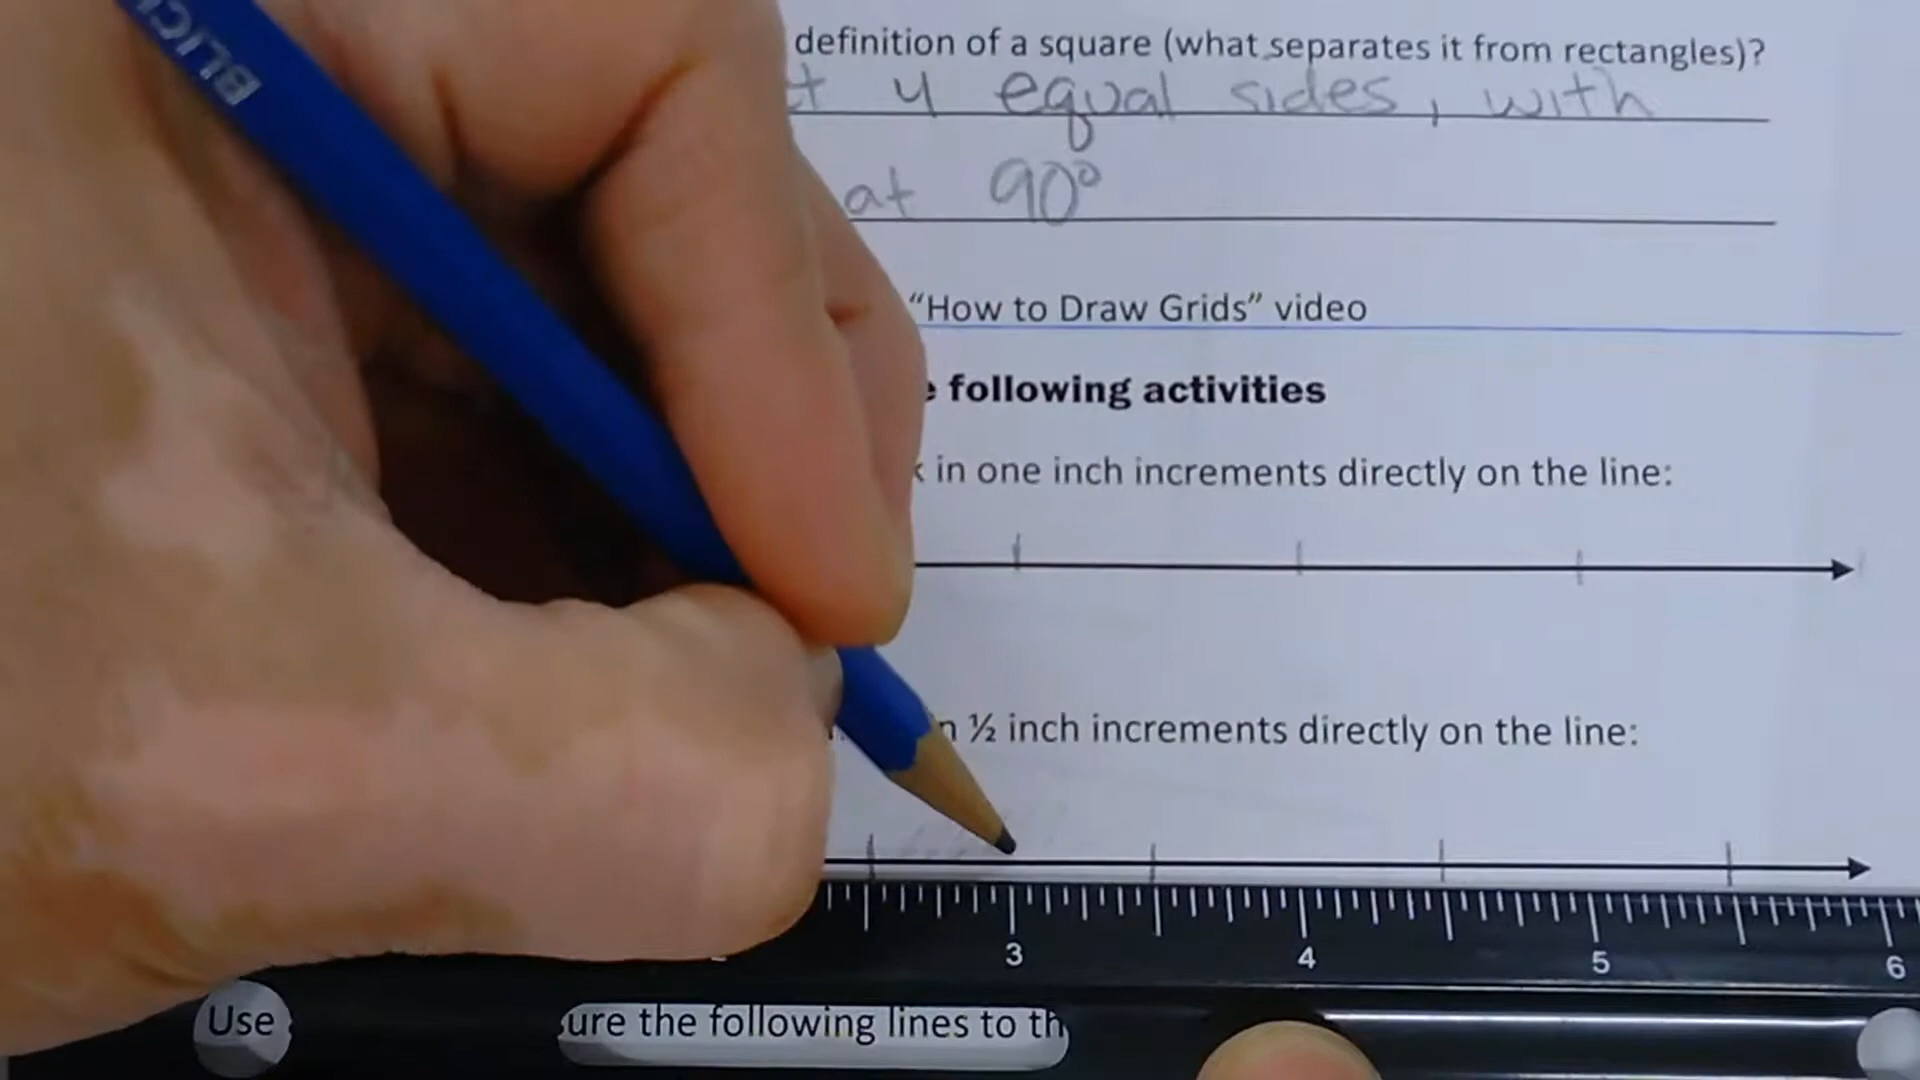 BLICK
definition of a square (what separates it from rectangles)?
4 equal sides, with
at 90°
“How to Draw Grids” video
following activities
in one inch increments directly on the line:
½ inch increments directly on the line:
3 4 5 6
Use ure the following lines to th